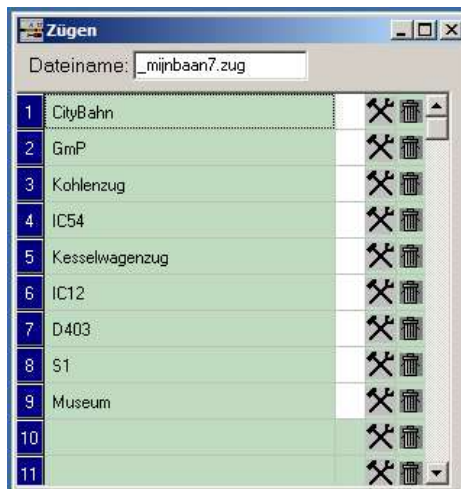 Zügen
Dateiname: _mijnbaan7.zug
1 CityBahn
2 GmP
3 Kohlenzug
4 IC54
5 Kesselwagenzug
6 IC12
7 D403
8 S1
9 Museum
10
11